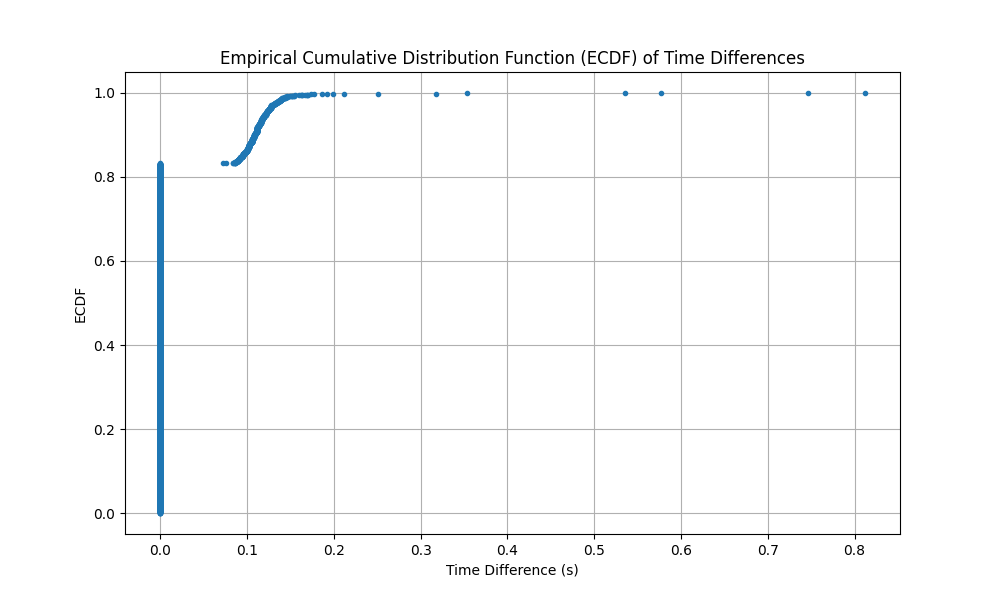 Empirical Cumulative Distribution Function (ECDF) of Time Differences
1.0
0.8
0.6
0.4
0.2
0.0
ECDF
0.0 0.1 0.2 0.3 0.4 0.5 0.6 0.7 0.8
Time Difference (s)